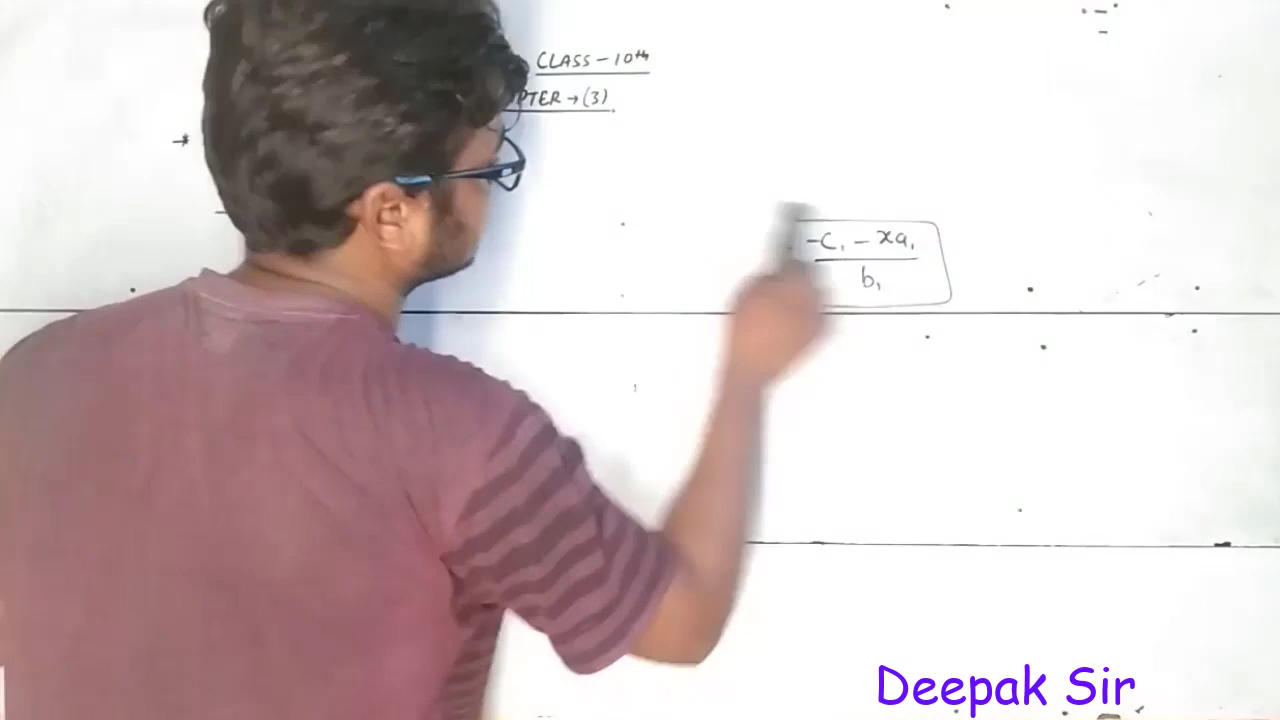 CLASS-10th
PTER→(3)
-C₁ - xa₁
b₁
Deepak Sir